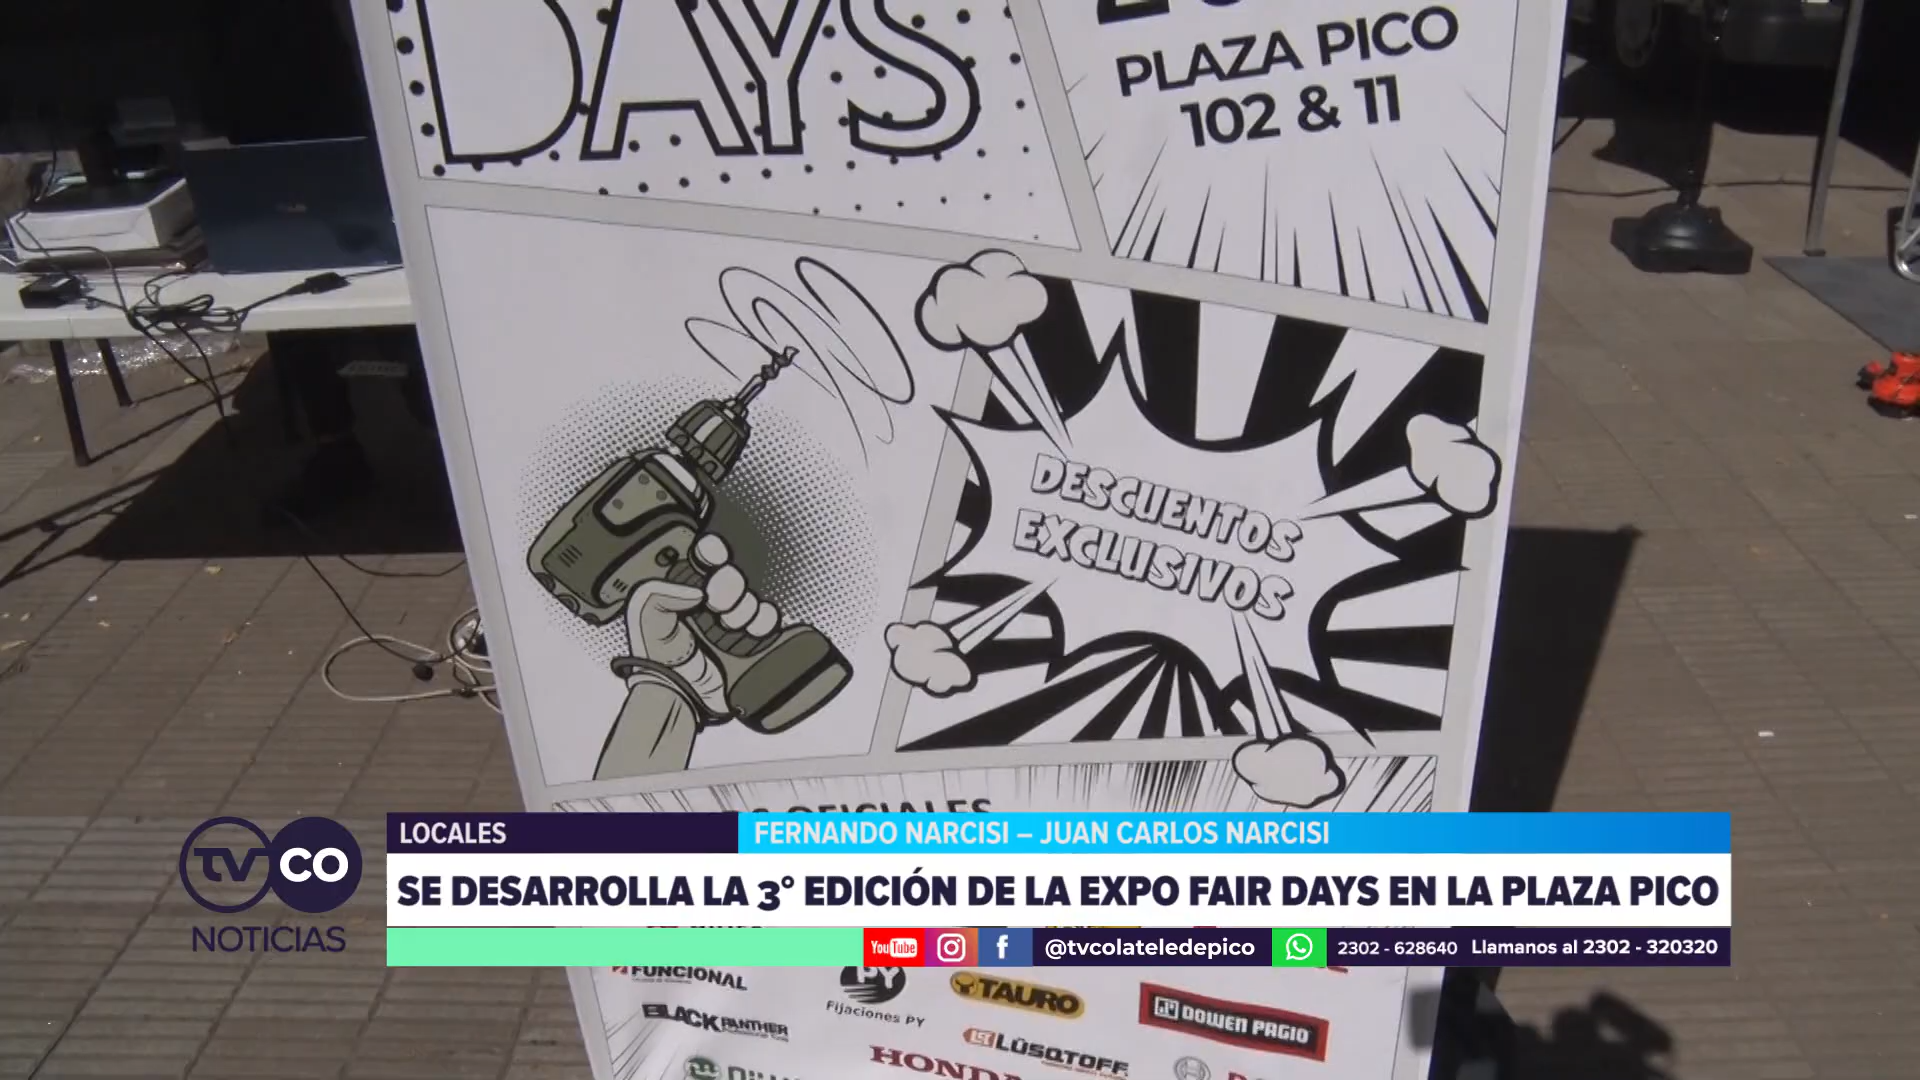 DAYS
PLAZA PICO
102 & 11
DESCUENTOS
EXCLUSIVOS
OFICIALES
LOCALES
FERNANDO NARCISI – JUAN CARLOS NARCISI
TVCO
NOTICIAS
SE DESARROLLA LA 3° EDICIÓN DE LA EXPO FAIR DAYS EN LA PLAZA PICO
YouTube
@tvcolateledepico
2302 - 628640
Llamanos al 2302 - 320320
FUNCIONAL
PY
Fijaciones PY
TAURO
DOWEN PAGIO
BLACK PANTHER
LÜSQTOFF
HONDA